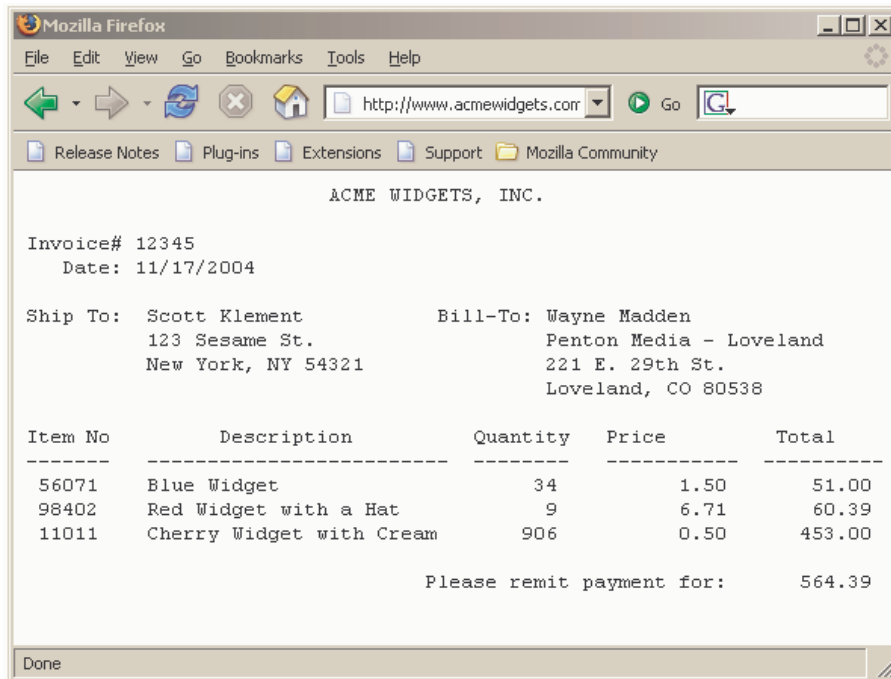 Mozilla Firefox
File Edit View Go Bookmarks Tools Help
http://www.acmewidgets.com Go G
Release Notes Plug-ins Extensions Support Mozilla Community
ACME WIDGETS, INC.
Invoice# 12345
Date: 11/17/2004
Ship To: Scott Klement Bill-To: Wayne Madden
123 Sesame St. Penton Media - Loveland
New York, NY 54321 221 E. 29th St.
Loveland, CO 80538
Item No Description Quantity Price Total
------- ------------------------- -------- ----------- ----------
56071 Blue Widget 34 1.50 51.00
98402 Red Widget with a Hat 9 6.71 60.39
11011 Cherry Widget with Cream 906 0.50 453.00
Please remit payment for: 564.39
Done